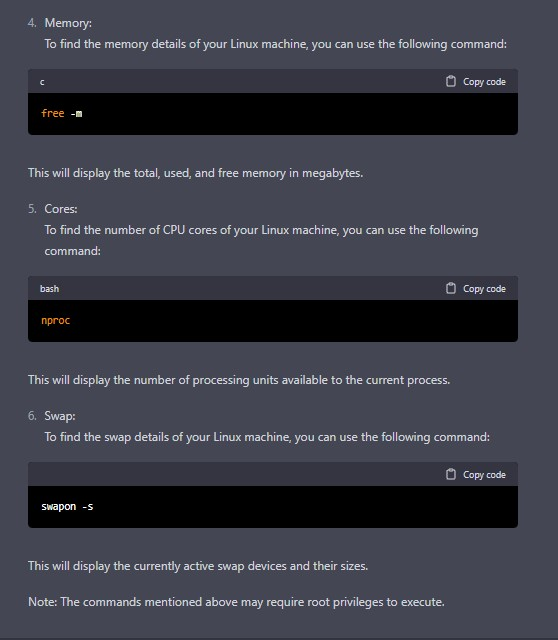 4. Memory:
To find the memory details of your Linux machine, you can use the following command:
c
Copy code
free -m
This will display the total, used, and free memory in megabytes.
5. Cores:
To find the number of CPU cores of your Linux machine, you can use the following
command:
bash
Copy code
nproc
This will display the number of processing units available to the current process.
6. Swap:
To find the swap details of your Linux machine, you can use the following command:
Copy code
swapon -s
This will display the currently active swap devices and their sizes.
Note: The commands mentioned above may require root privileges to execute.